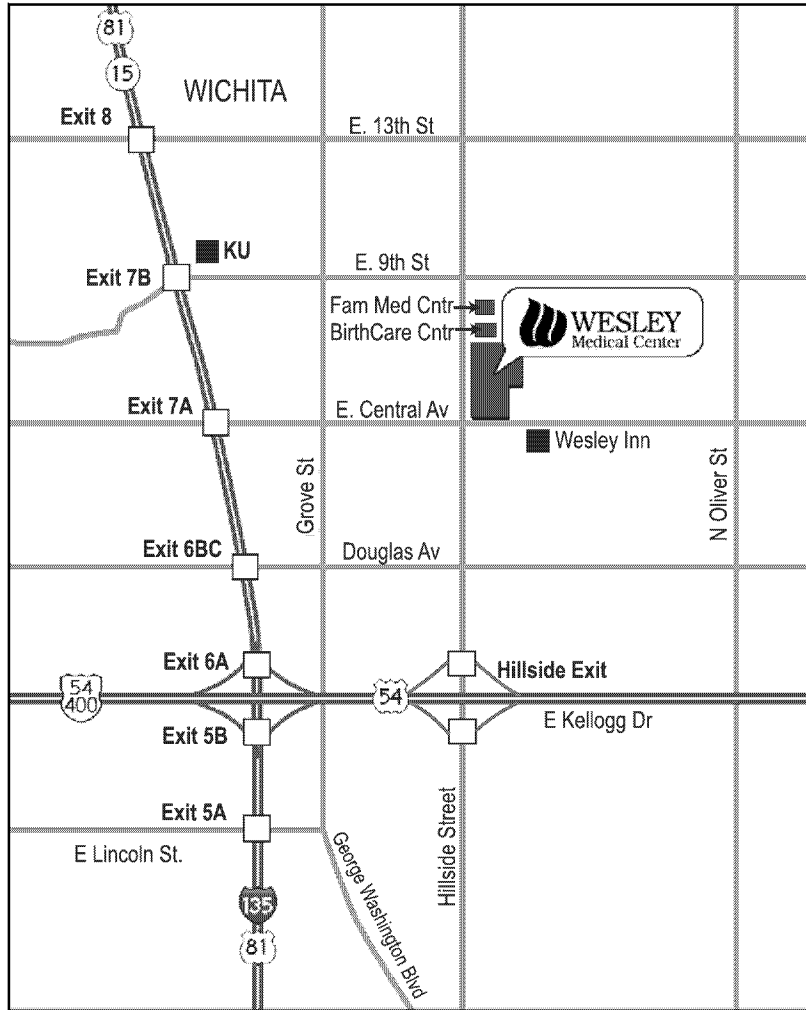 81
15
WICHITA
Exit 8
E. 13th St
KU
Exit 7B
E. 9th St
Fam Med Cntr
BirthCare Cntr
WESLEY
Medical Center
Exit 7A
E. Central Av
Wesley Inn
Grove St
N Oliver St
Exit 6BC
Douglas Av
Exit 6A
Hillside Exit
54
400
54
E Kellogg Dr
Exit 5B
Exit 5A
E Lincoln St.
George Washington Blvd
Hillside Street
135
81